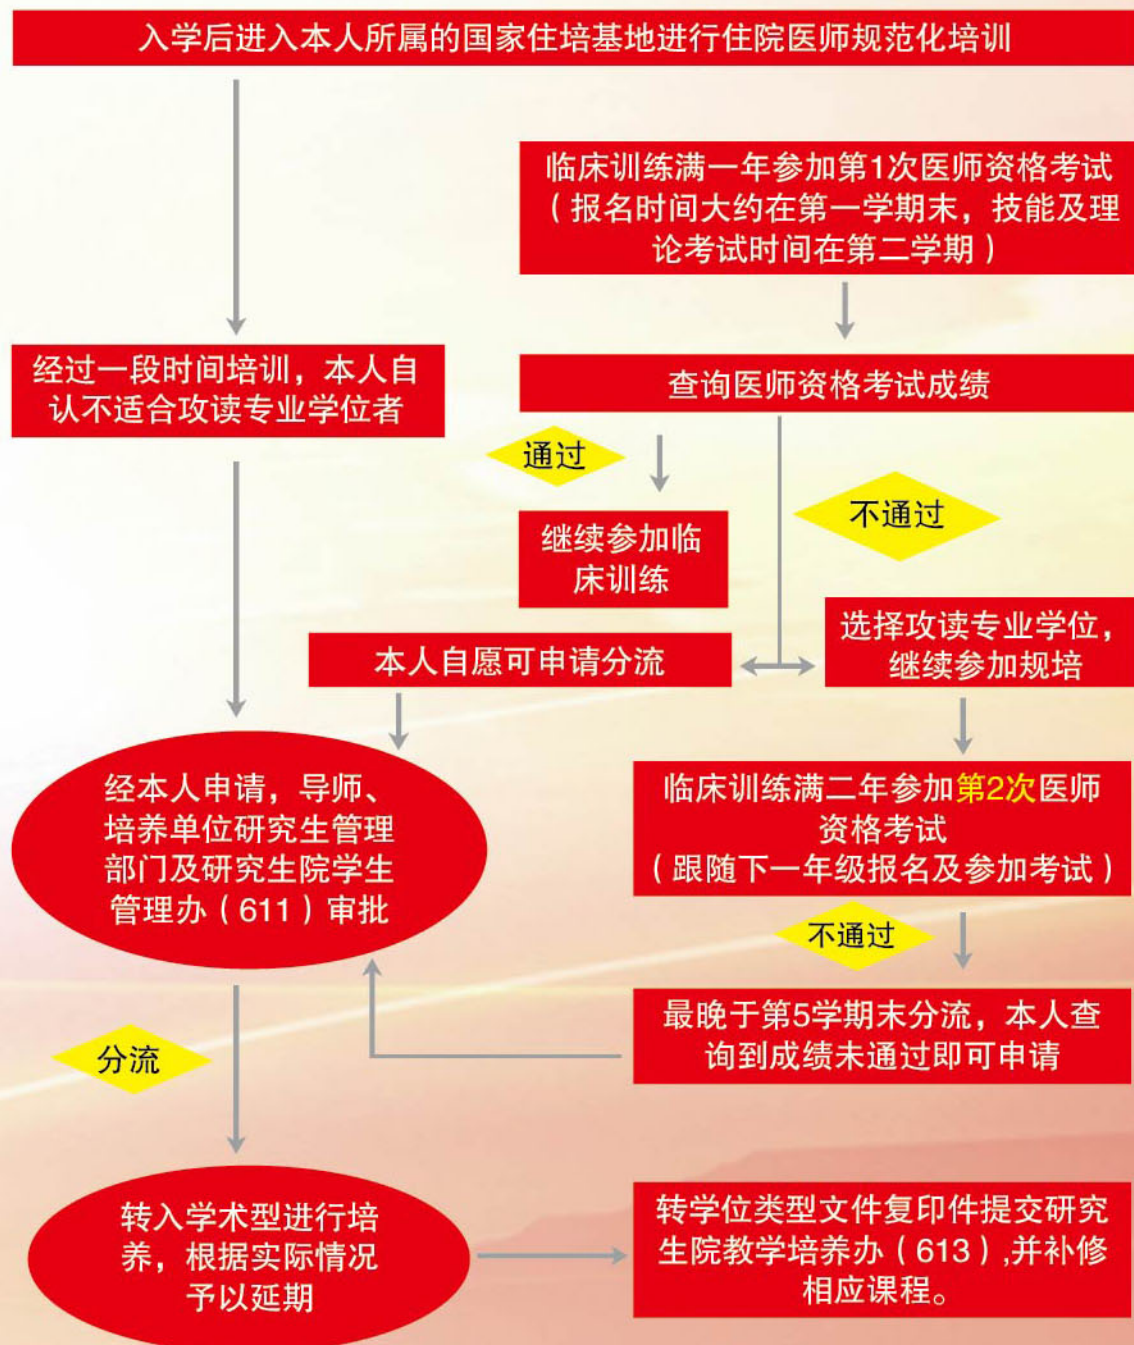 入学后进入本人所属的国家住培基地进行住院医师规范化培训
临床训练满一年参加第1次医师资格考试
（报名时间大约在第一学期末，技能及理
论考试时间在第二学期）
经过一段时间培训，本人自
认不适合攻读专业学位者
查询医师资格考试成绩
通过
不通过
继续参加临
床训练
选择攻读专业学位，
继续参加规培
本人自愿可申请分流
经本人申请，导师、
培养单位研究生管理
部门及研究生院学生
管理办（611）审批
临床训练满二年参加第2次医师
资格考试
（跟随下一年级报名及参加考试）
不通过
最晚于第5学期末分流，本人查
询到成绩未通过即可申请
分流
转入学术型进行培
养，根据实际情况
予以延期
转学位类型文件复印件提交研究
生院教学培养办（613）,并补修
相应课程。